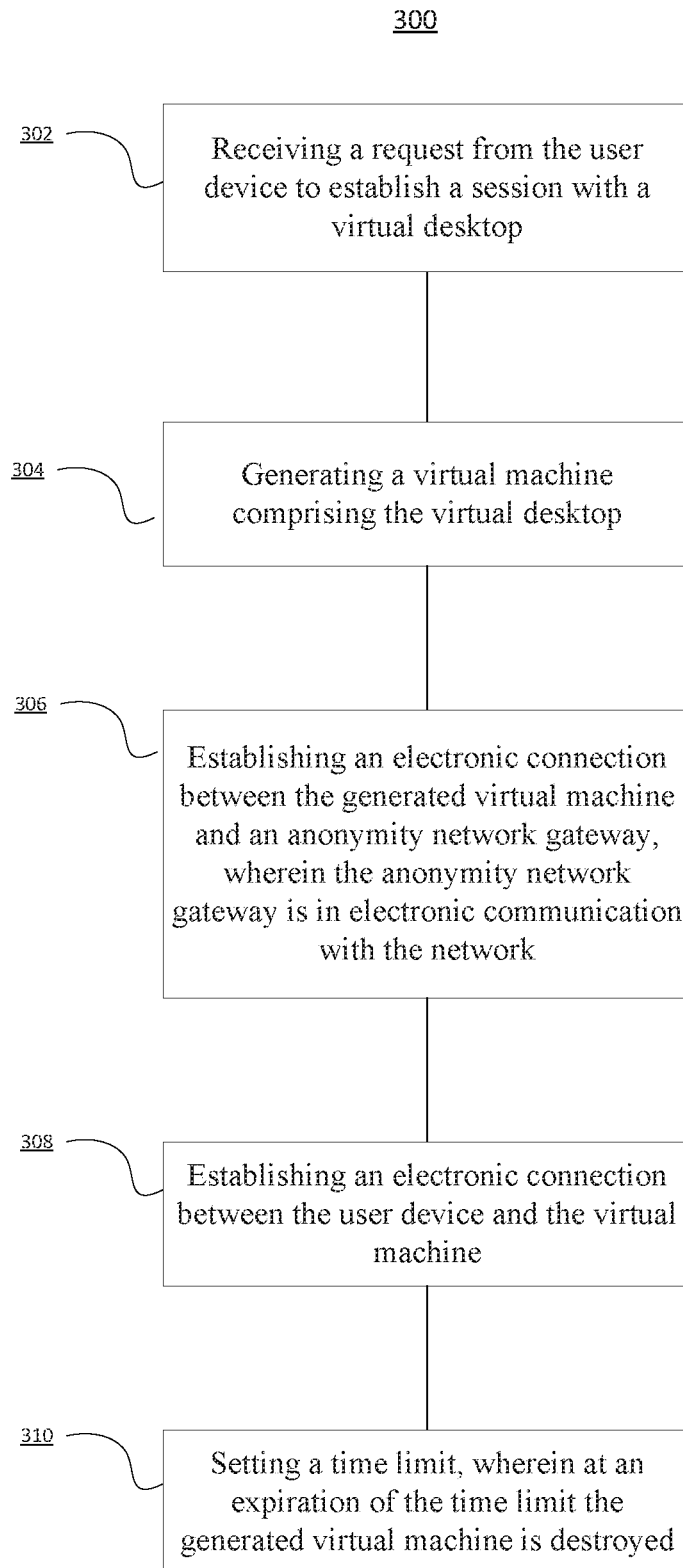 300
302
Receiving a request from the user
device to establish a session with a
virtual desktop
304
Generating a virtual machine
comprising the virtual desktop
306
Establishing an electronic connection
between the generated virtual machine
and an anonymity network gateway,
wherein the anonymity network
gateway is in electronic communication
with the network
308
Establishing an electronic connection
between the user device and the virtual
machine
310
Setting a time limit, wherein at an
expiration of the time limit the
generated virtual machine is destroyed